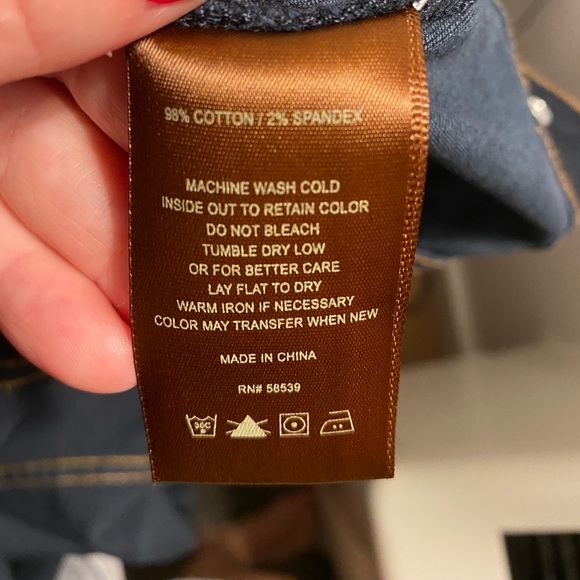 98% COTTON / 2% SPANDEX
MACHINE WASH COLD
INSIDE OUT TO RETAIN COLOR
DO NOT BLEACH
TUMBLE DRY LOW
OR FOR BETTER CARE
LAY FLAT TO DRY
WARM IRON IF NECESSARY
COLOR MAY TRANSFER WHEN NEW
MADE IN CHINA
RN# 58539
30C